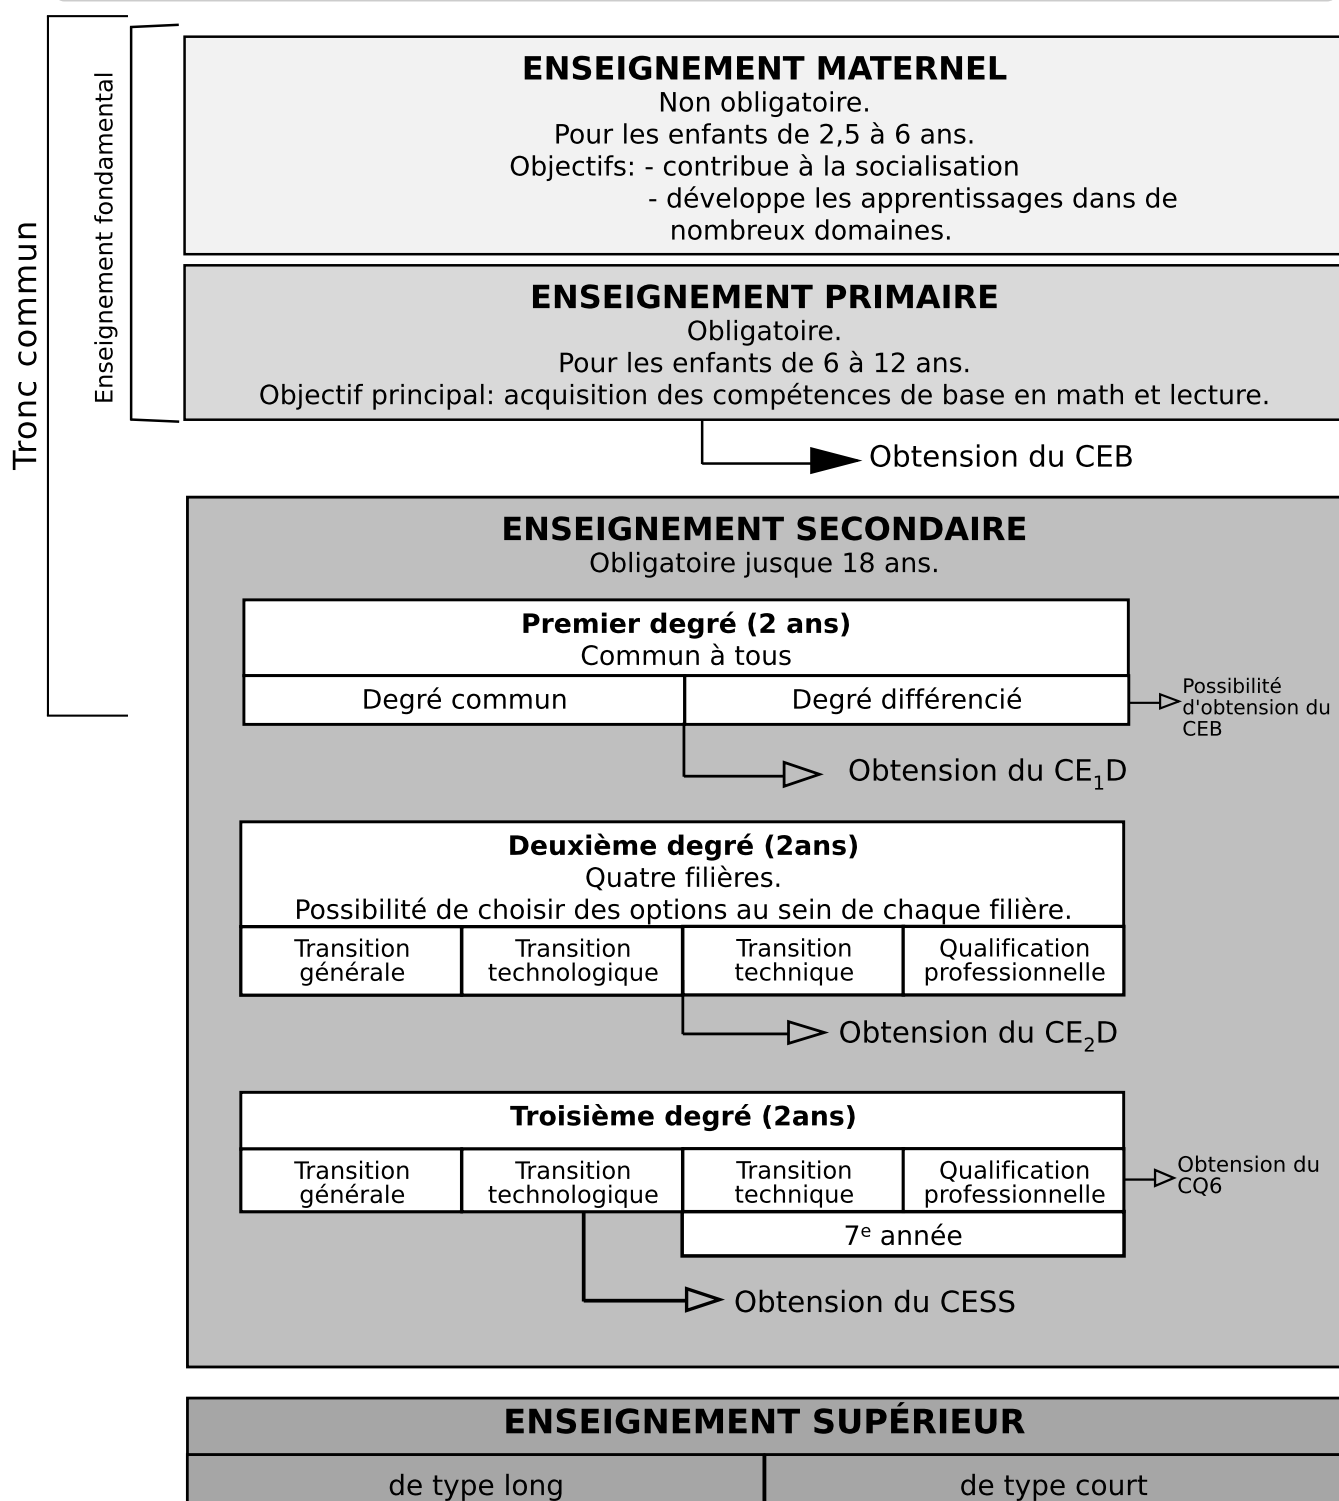 Tronc commun
Enseignement fondamental
ENSEIGNEMENT MATERNEL
Non obligatoire.
Pour les enfants de 2,5 à 6 ans.
Objectifs: - contribue à la socialisation
- développe les apprentissages dans de
nombreux domaines.
ENSEIGNEMENT PRIMAIRE
Obligatoire.
Pour les enfants de 6 à 12 ans.
Objectif principal: acquisition des compétences de base en math et lecture.
Obtension du CEB
ENSEIGNEMENT SECONDAIRE
Obligatoire jusque 18 ans.
Premier degré (2 ans)
Commun à tous
Degré commun
Degré différencié
Possibilité
d'obtension du
CEB
Obtension du CE₁D
Deuxième degré (2ans)
Quatre filières.
Possibilité de choisir des options au sein de chaque filière.
Transition
générale
Transition
technologique
Transition
technique
Qualification
professionnelle
Obtension du CE₂D
Troisième degré (2ans)
Transition
générale
Transition
technologique
Transition
technique
Qualification
professionnelle
Obtension du
CQ6
7ᵉ année
Obtension du CESS
ENSEIGNEMENT SUPÉRIEUR
de type long
de type court